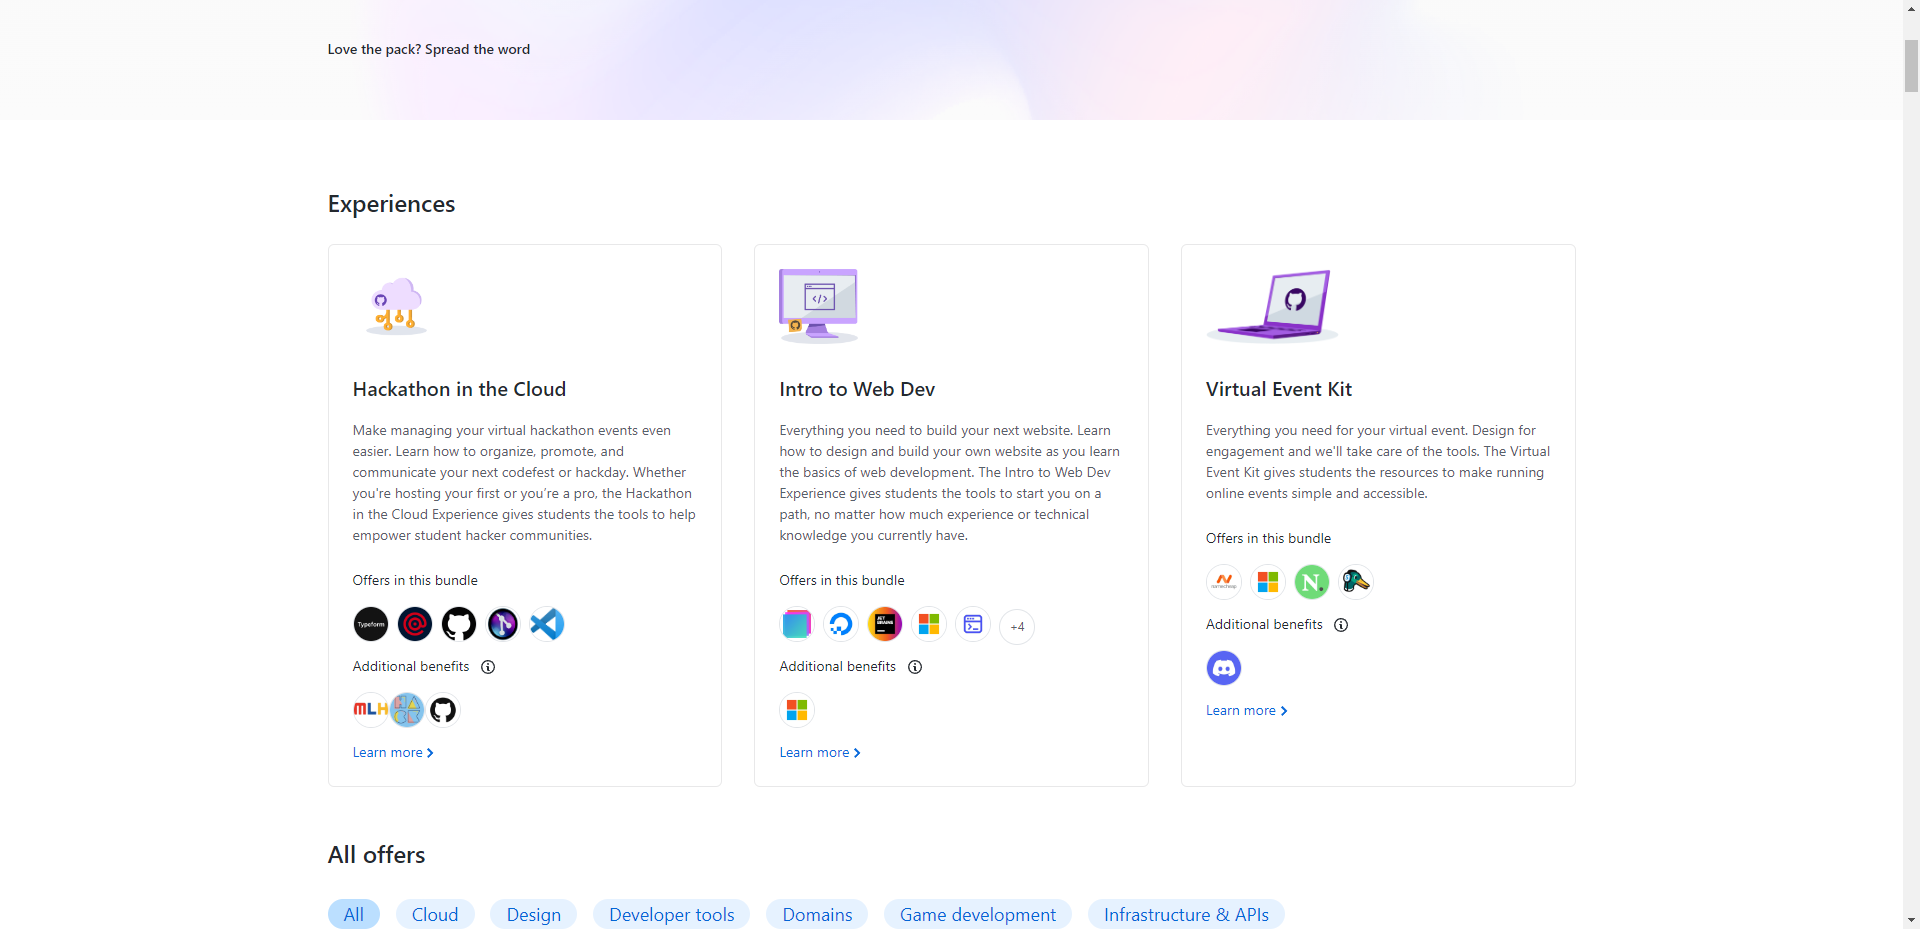 Love the pack? Spread the word
Experiences
Hackathon in the Cloud
Make managing your virtual hackathon events even
easier. Learn how to organize, promote, and
communicate your next codefest or hackday. Whether
you're hosting your first or you're a pro, the Hackathon
in the Cloud Experience gives students the tools to help
empower student hacker communities.
Offers in this bundle
Typeform
Additional benefits
MLH
HACK
Learn more
Intro to Web Dev
Everything you need to build your next website. Learn
how to design and build your own website as you learn
the basics of web development. The Intro to Web Dev
Experience gives students the tools to start you on a
path, no matter how much experience or technical
knowledge you currently have.
Offers in this bundle
JET
BRAINS
+4
Additional benefits
Learn more
Virtual Event Kit
Everything you need for your virtual event. Design for
engagement and we'll take care of the tools. The Virtual
Event Kit gives students the resources to make running
online events simple and accessible.
Offers in this bundle
namecheap
N.
Additional benefits
Learn more
All offers
All
Cloud
Design
Developer tools
Domains
Game development
Infrastructure & APIs